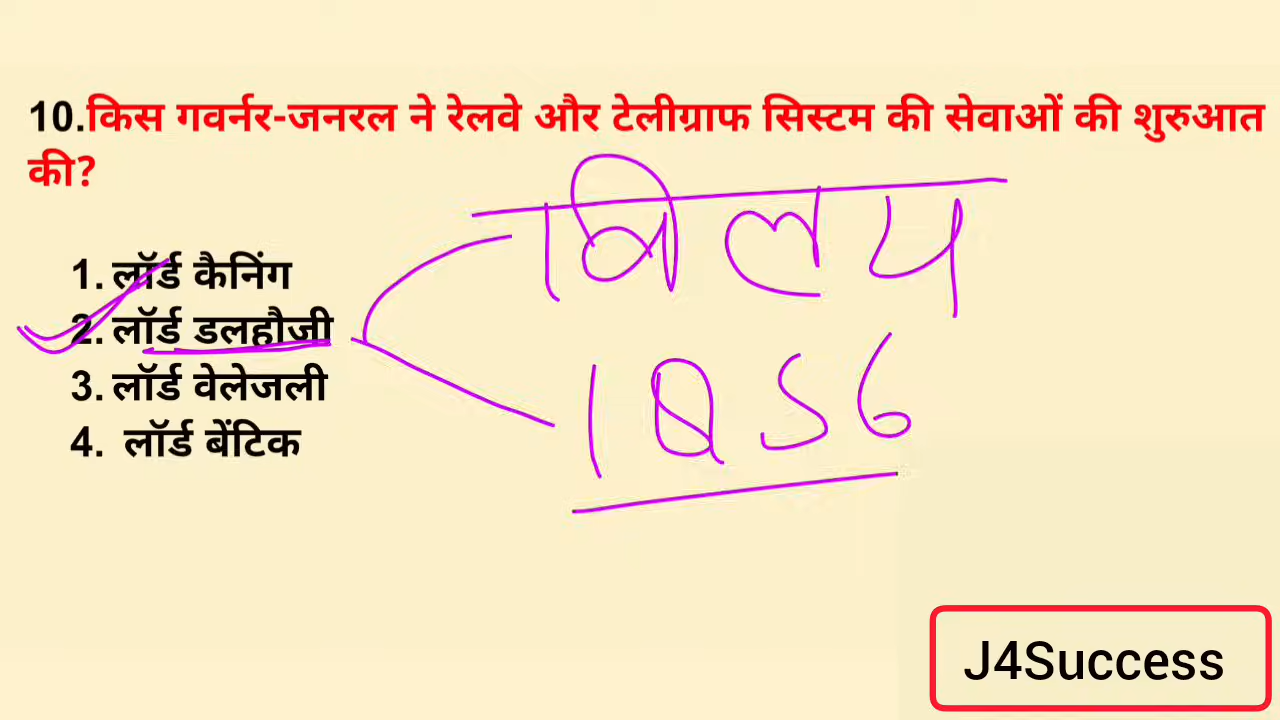 10.किस गवर्नर-जनरल ने रेलवे और टेलीग्राफ सिस्टम की सेवाओं की शुरुआत
की?
1. लॉर्ड कैनिंग
2. लॉर्ड डलहौजी
3. लॉर्ड वेलेजली
4. लॉर्ड बेंटिक
विलय
1856
J4Success